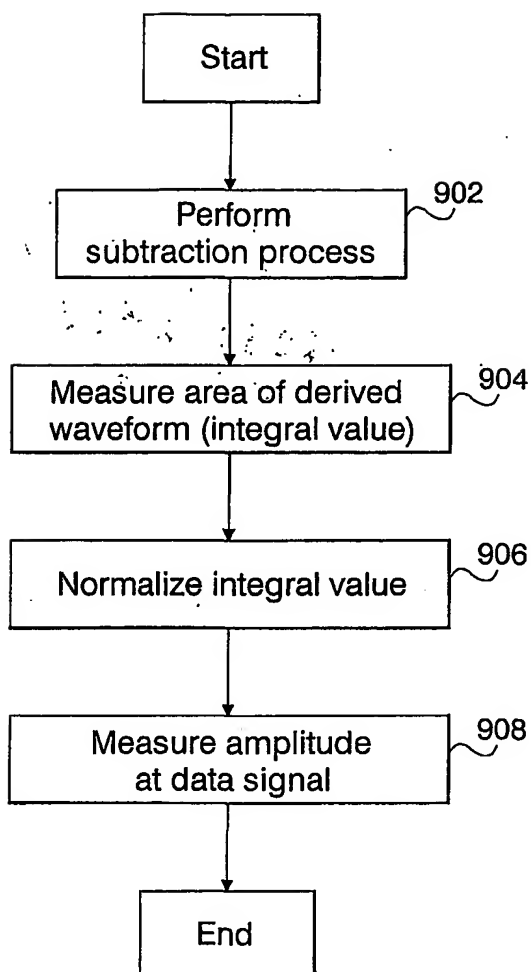 Start
902
Perform
subtraction process
904
Measure area of derived
waveform (integral value)
906
Normalize integral value
908
Measure amplitude
at data signal
End